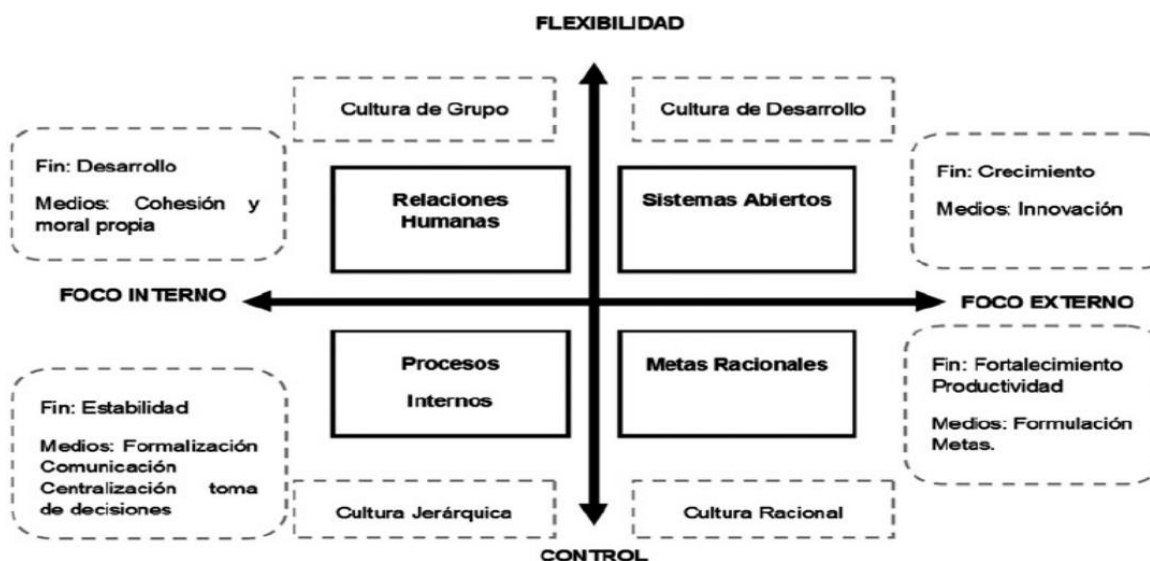 FLEXIBILIDAD
Cultura de Grupo
Cultura de Desarrollo
Fin: Desarrollo
Medios: Cohesión y
moral propia
Relaciones
Humanas
Sistemas Abiertos
Fin: Crecimiento
Medios: Innovación
FOCO INTERNO
FOCO EXTERNO
Fin: Estabilidad
Medios: Formalización
Comunicación
Centralización toma
de decisiones
Procesos
Internos
Metas Racionales
Fin: Fortalecimiento
Productividad
Medios: Formulación
Metas.
Cultura Jerárquica
Cultura Racional
CONTROL